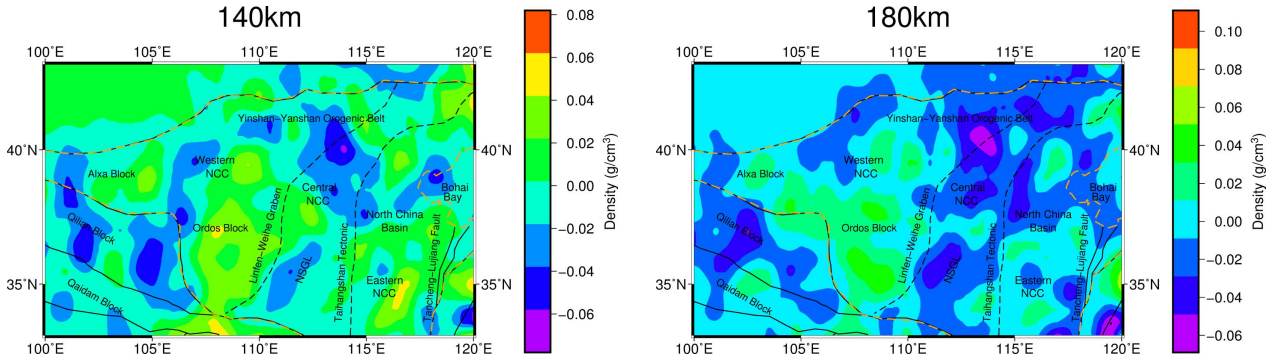 140km
100°E 105°E 110°E 115°E 120°E
40°N 40°N
35°N 35°N
100°E 105°E 110°E 115°E 120°E
Yinshan−Yanshan Orogenic Belt
Western
NCC
Alxa Block
Central
NCC
Bohai
Bay
Qilian Block
Ordos Block
North China
Basin
Linfen−Weihe Graben
NSGL
Taihangshan Tectonic
Tancheng−Lujiang Fault
Eastern
NCC
Qaidam Block
0.08
0.06
0.04
0.02
0.00
−0.02
−0.04
−0.06
Density (g/cm³)
180km
100°E 105°E 110°E 115°E 120°E
40°N 40°N
35°N 35°N
100°E 105°E 110°E 115°E 120°E
Yinshan−Yanshan Orogenic Belt
Western
NCC
Alxa Block
Central
NCC
Bohai
Bay
Qilian Block
Ordos Block
North China
Basin
Linfen−Weihe Graben
NSGL
Taihangshan Tectonic
Tancheng−Lujiang Fault
Eastern
NCC
Qaidam Block
0.10
0.08
0.06
0.04
0.02
0.00
−0.02
−0.04
−0.06
Density (g/cm³)